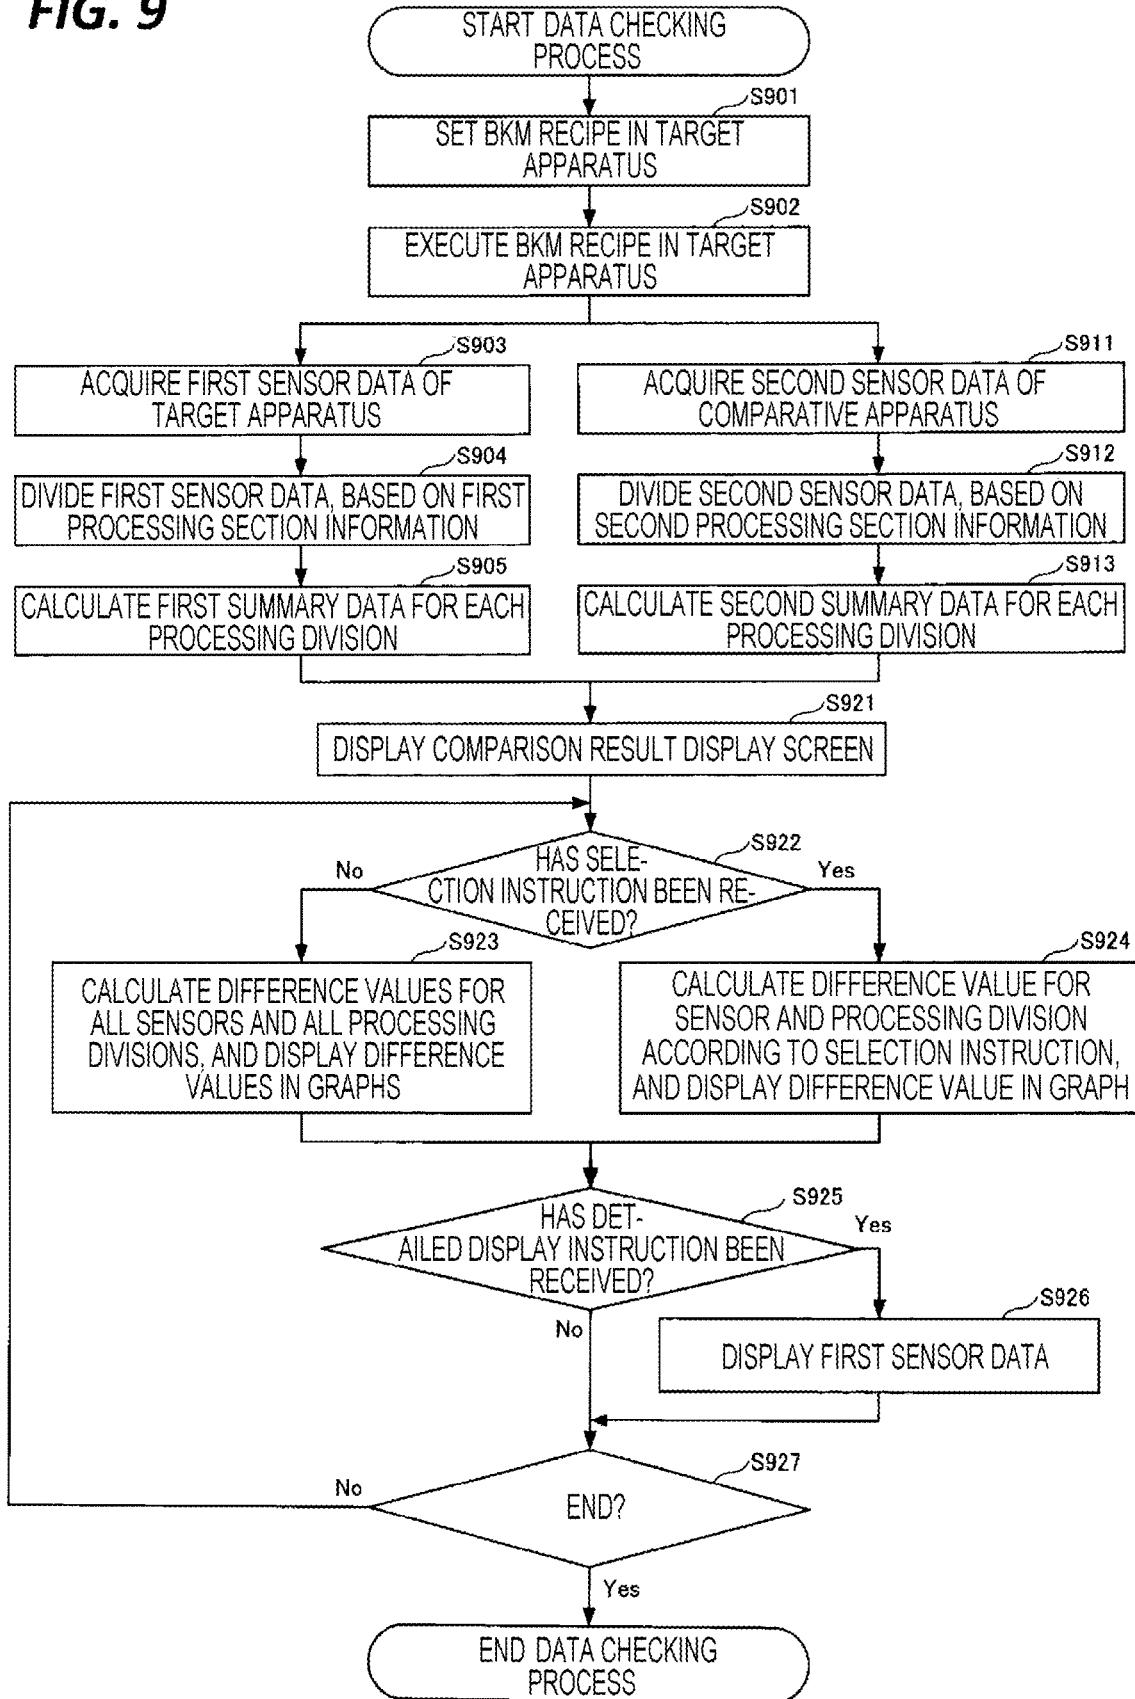 FIG. 9
START DATA CHECKING
PROCESS
S901
SET BKM RECIPE IN TARGET
APPARATUS
S902
EXECUTE BKM RECIPE IN TARGET
APPARATUS
S903
ACQUIRE FIRST SENSOR DATA OF
TARGET APPARATUS
S911
ACQUIRE SECOND SENSOR DATA OF
COMPARATIVE APPARATUS
S904
DIVIDE FIRST SENSOR DATA, BASED ON FIRST
PROCESSING SECTION INFORMATION
S912
DIVIDE SECOND SENSOR DATA, BASED ON
SECOND PROCESSING SECTION INFORMATION
S905
CALCULATE FIRST SUMMARY DATA FOR EACH
PROCESSING DIVISION
S913
CALCULATE SECOND SUMMARY DATA FOR EACH
PROCESSING DIVISION
S921
DISPLAY COMPARISON RESULT DISPLAY SCREEN
S922
HAS SELE-
CTION INSTRUCTION BEEN RE-
CEIVED?
No
Yes
S923
CALCULATE DIFFERENCE VALUES FOR
ALL SENSORS AND ALL PROCESSING
DIVISIONS, AND DISPLAY DIFFERENCE
VALUES IN GRAPHS
S924
CALCULATE DIFFERENCE VALUE FOR
SENSOR AND PROCESSING DIVISION
ACCORDING TO SELECTION INSTRUCTION,
AND DISPLAY DIFFERENCE VALUE IN GRAPH
S925
HAS DET-
AILED DISPLAY INSTRUCTION BEEN
RECEIVED?
Yes
No
S926
DISPLAY FIRST SENSOR DATA
S927
END?
No
Yes
END DATA CHECKING
PROCESS